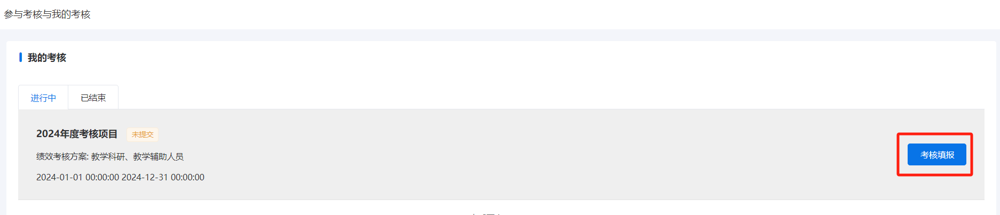 参与考核与我的考核
我的考核
进行中 已结束
2024年度考核项目 未提交
绩效考核方案: 教学科研、教学辅助人员
考核填报
2024-01-01 00:00:00 2024-12-31 00:00:00